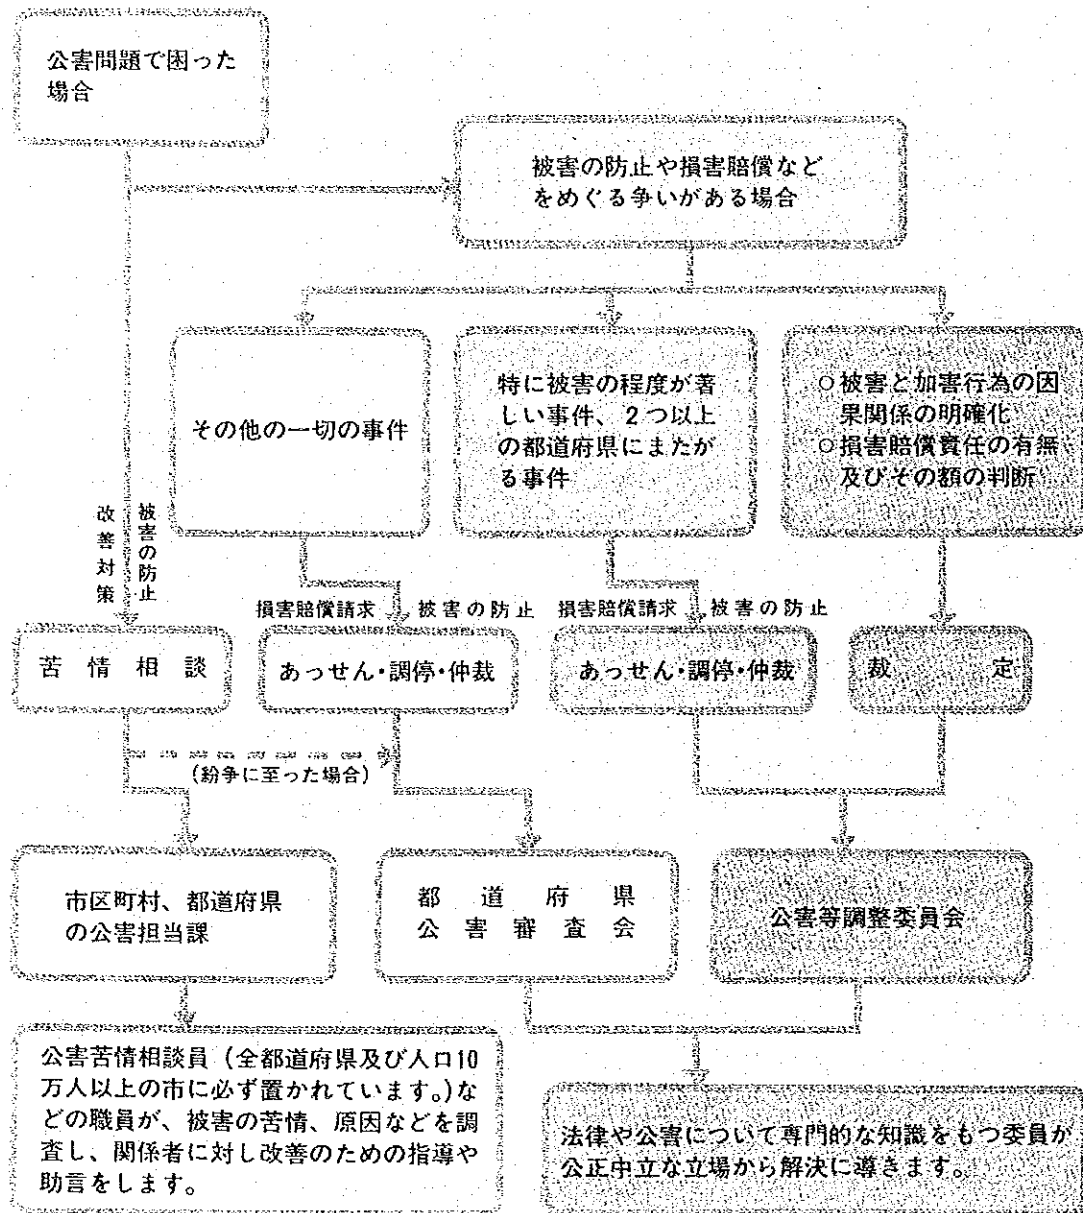 公害問題で困った
場合
被害の防止や損害賠償など
をめぐる争いがある場合
その他の一切の事件
特に被害の程度が著
しい事件、2つ以上
の都道府県にまたが
る事件
○被害と加害行為の因
果関係の明確化
○損害賠償責任の有無
及びその額の判断
被害の防止
改善対策
損害賠償請求
被害の防止
損害賠償請求
被害の防止
苦情相談
あっせん・調停・仲裁
あっせん・調停・仲裁
裁定
(紛争に至った場合)
市区町村、都道府県
の公害担当課
都道府県
公害審査会
公害等調整委員会
公害苦情相談員(全都道府県及び人口10
万人以上の市に必ず置かれています。)な
どの職員が、被害の苦情、原因などを調
査し、関係者に対し改善のための指導や
助言をします。
法律や公害について専門的な知識をもつ委員が
公正中立な立場から解決に導きます。